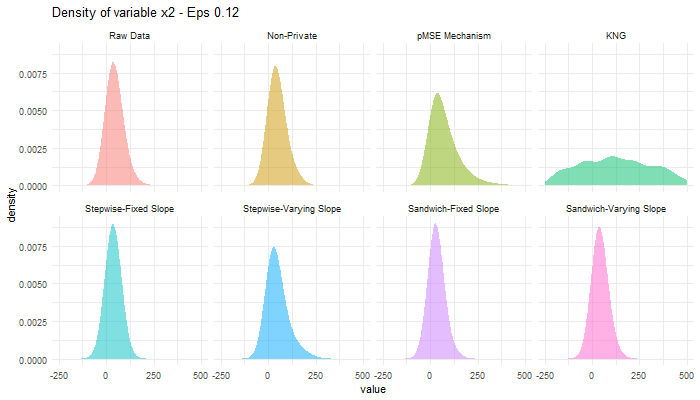 Density of variable x2 - Eps 0.12
Raw Data Non-Private pMSE Mechanism KNG
0.0075
0.0050
0.0025
0.0000
density
Stepwise-Fixed Slope Stepwise-Varying Slope Sandwich-Fixed Slope Sandwich-Varying Slope
0.0075
0.0050
0.0025
0.0000
-250 0 250 500 -250 0 250 500 -250 0 250 500 -250 0 250 500
value